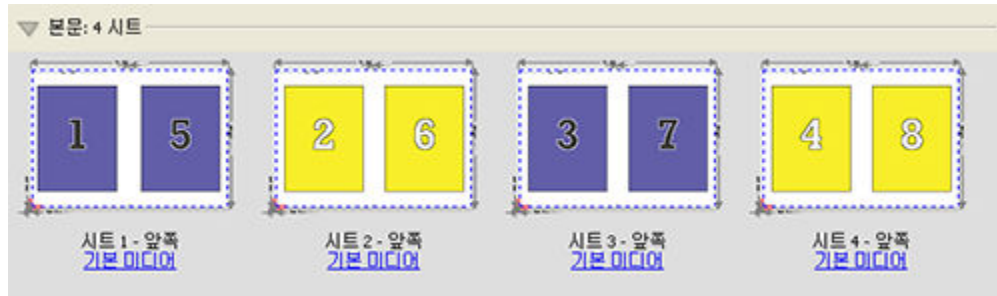 본문: 4 시트
1 5 2 6 3 7 4 8
시트 1 - 앞쪽 시트 2 - 앞쪽 시트 3 - 앞쪽 시트 4 - 앞쪽
기본 미디어 기본 미디어 기본 미디어 기본 미디어